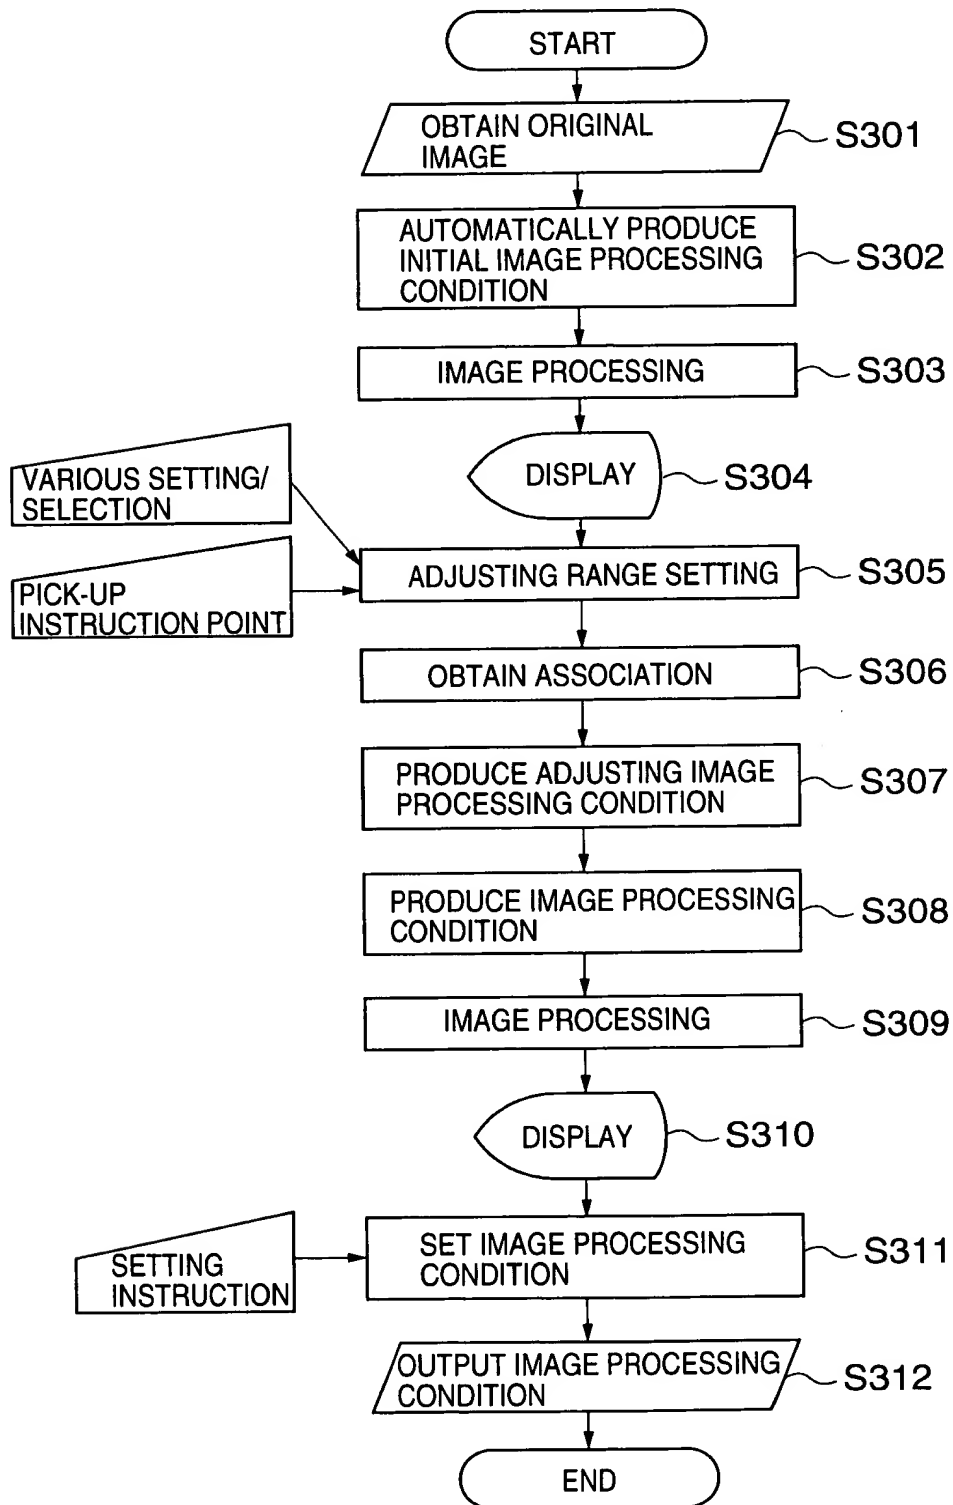 START
OBTAIN ORIGINAL
IMAGE
S301
AUTOMATICALLY PRODUCE
INITIAL IMAGE PROCESSING
CONDITION
S302
IMAGE PROCESSING
S303
DISPLAY
S304
VARIOUS SETTING/
SELECTION
ADJUSTING RANGE SETTING
S305
PICK-UP
INSTRUCTION POINT
OBTAIN ASSOCIATION
S306
PRODUCE ADJUSTING IMAGE
PROCESSING CONDITION
S307
PRODUCE IMAGE PROCESSING
CONDITION
S308
IMAGE PROCESSING
S309
DISPLAY
S310
SETTING
INSTRUCTION
SET IMAGE PROCESSING
CONDITION
S311
OUTPUT IMAGE PROCESSING
CONDITION
S312
END